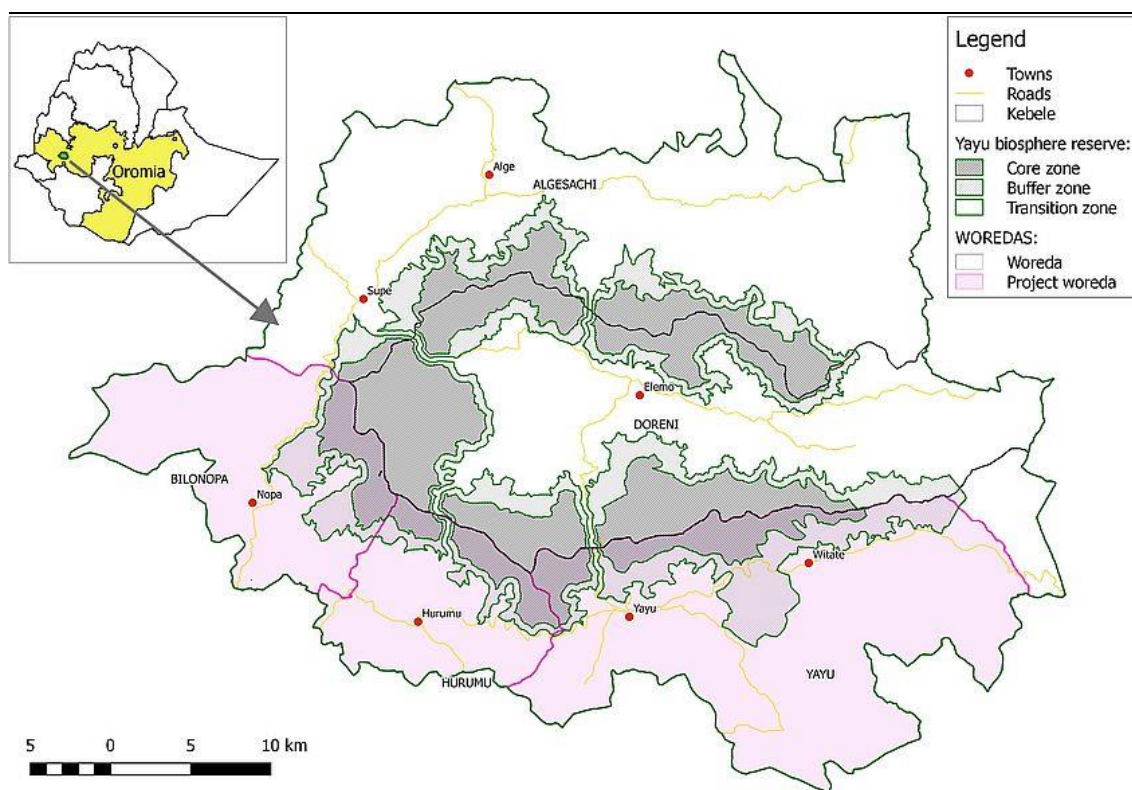 Oromia
Legend
Towns
Roads
Kebele
Yayu biosphere reserve:
Core zone
Buffer zone
Transition zone
WOREDAS:
Woreda
Project woreda
Alge
ALGESACHI
Supe
Elemo
DORENI
BILONOPA
Nopa
Witate
Hurumu
Yayu
HURUMU
YAYU
5 0 5 10 km